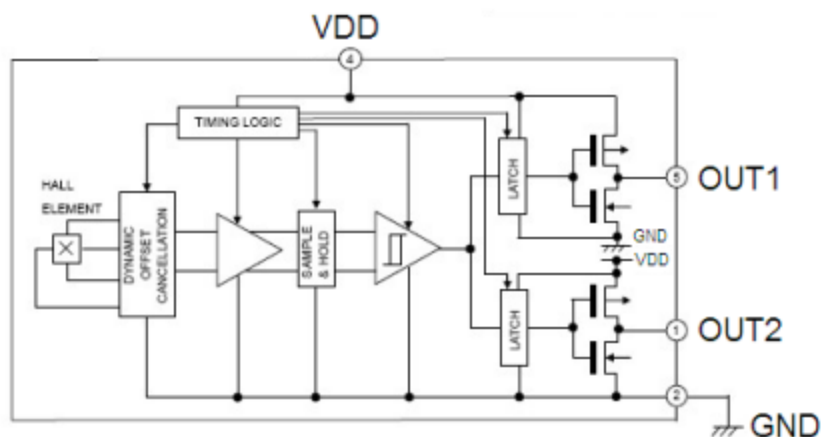 VDD
4
TIMING LOGIC
HALL
ELEMENT
DYNAMIC
OFFSET
CANCELLATION
SAMPLE
& HOLD
LATCH
5
OUT1
GND
VDD
LATCH
1
OUT2
2
GND